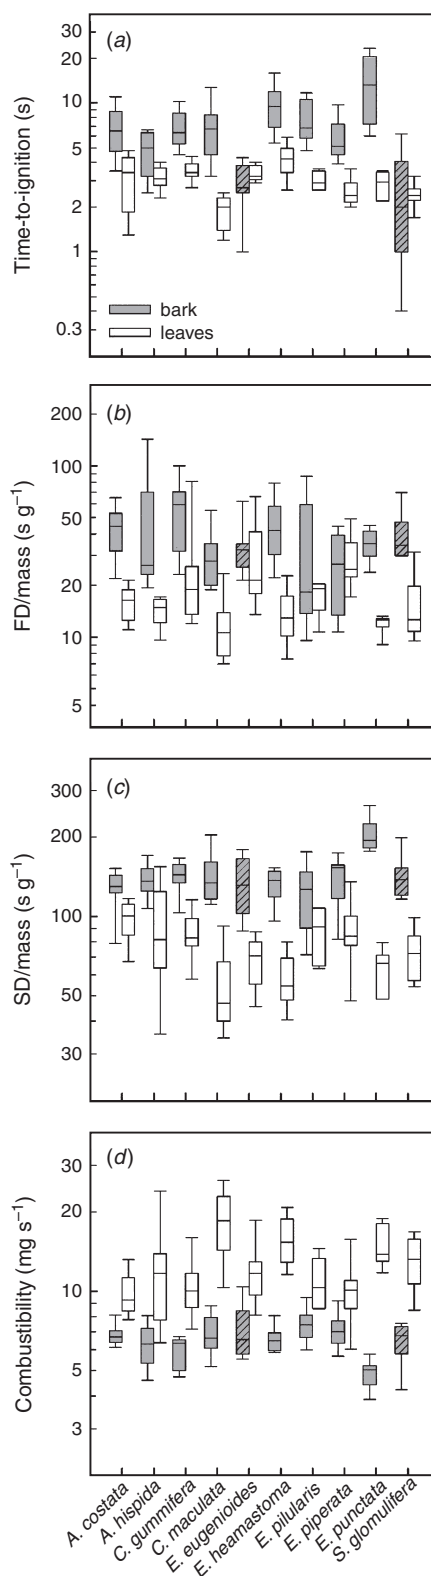 (a)
30
20
10
5
3
2
1
0.3
Time-to-ignition (s)
bark
leaves
(b)
200
100
50
20
10
5
FD/mass (s g⁻¹)
(c)
300
200
100
50
30
SD/mass (s g⁻¹)
(d)
30
20
10
5
3
Combustibility (mg s⁻¹)
A. costata
A. hispida
C. gummifera
C. maculata
E. eugenioides
E. heamastoma
E. pilularis
E. piperata
E. punctata
S. glomulifera